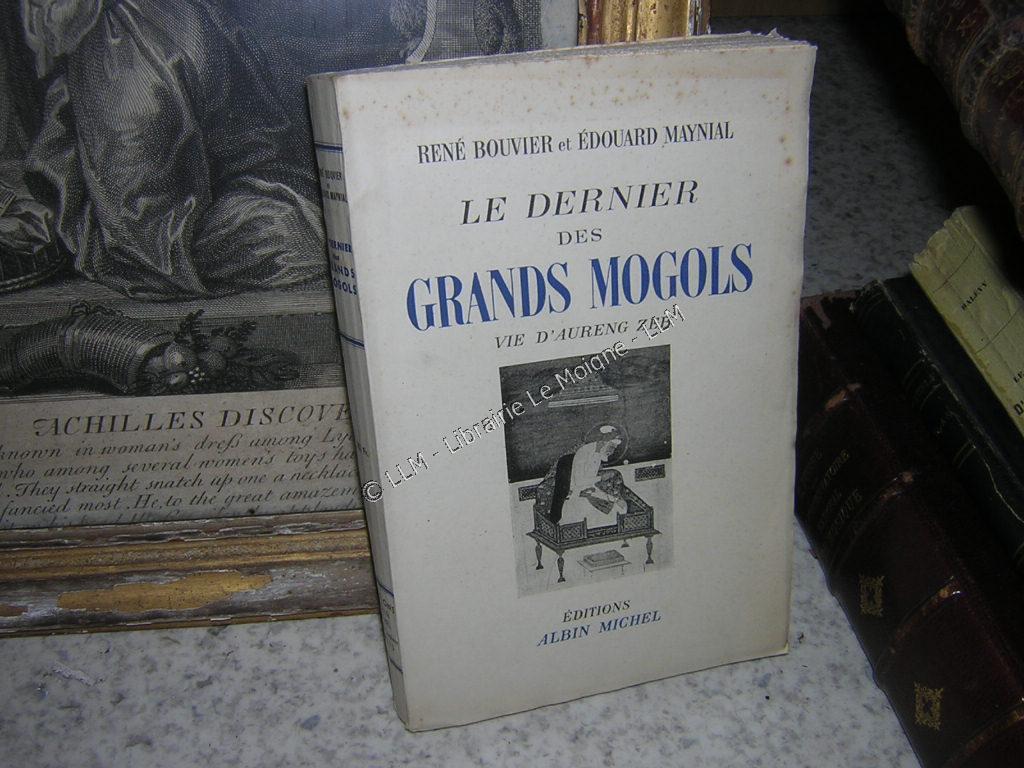 RENÉ BOUVIER et ÉDOUARD MAYNIAL
LE DERNIER
DES
GRANDS MOGOLS
VIE D'AURENG ZEB
ÉDITIONS
ALBIN MICHEL
© LLM - Librairie Le Moigne - LLM
ACHILLES DISCOVE
known in woman's dreſs among Ly
who among several women's toys ha
They straight snatch up one a necklac
fancied most. He, to the great amazem
HALÉVY